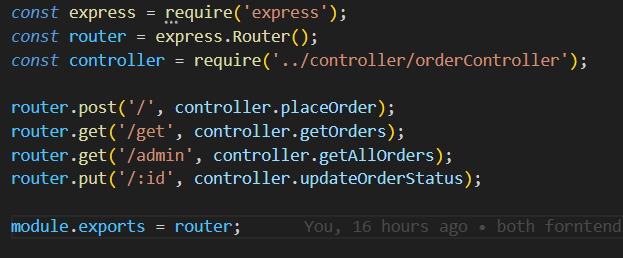 const express = require('express');
const router = express.Router();
const controller = require('../controller/orderController');
router.post('/', controller.placeOrder);
router.get('/get', controller.getOrders);
router.get('/admin', controller.getAllOrders);
router.put('/:id', controller.updateOrderStatus);
module.exports = router; You, 16 hours ago • both forntend